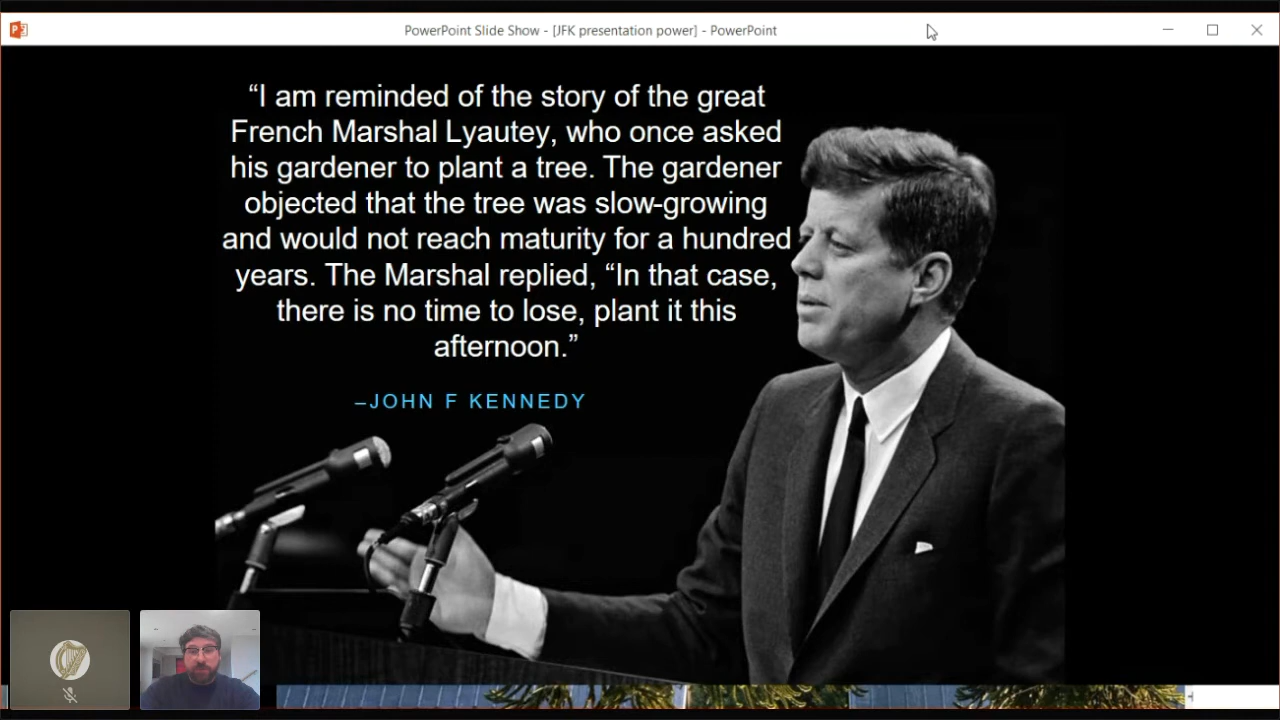 PowerPoint Slide Show - [JFK presentation power] - PowerPoint
“I am reminded of the story of the great
French Marshal Lyautey, who once asked
his gardener to plant a tree. The gardener
objected that the tree was slow-growing
and would not reach maturity for a hundred
years. The Marshal replied, “In that case,
there is no time to lose, plant it this
afternoon.”
–JOHN F KENNEDY